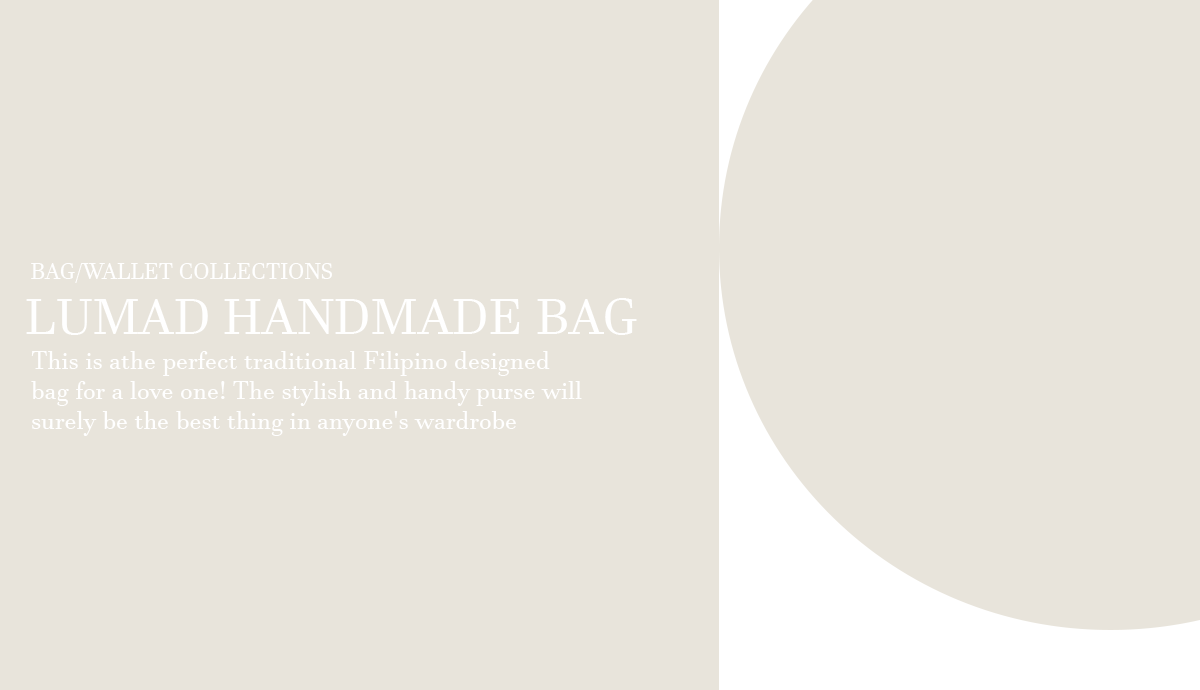 BAG/WALLET COLLECTIONS
LUMAD HANDMADE BAG
This is athe perfect traditional Filipino designed
bag for a love one! The stylish and handy purse will
surely be the best thing in anyone's wardrobe